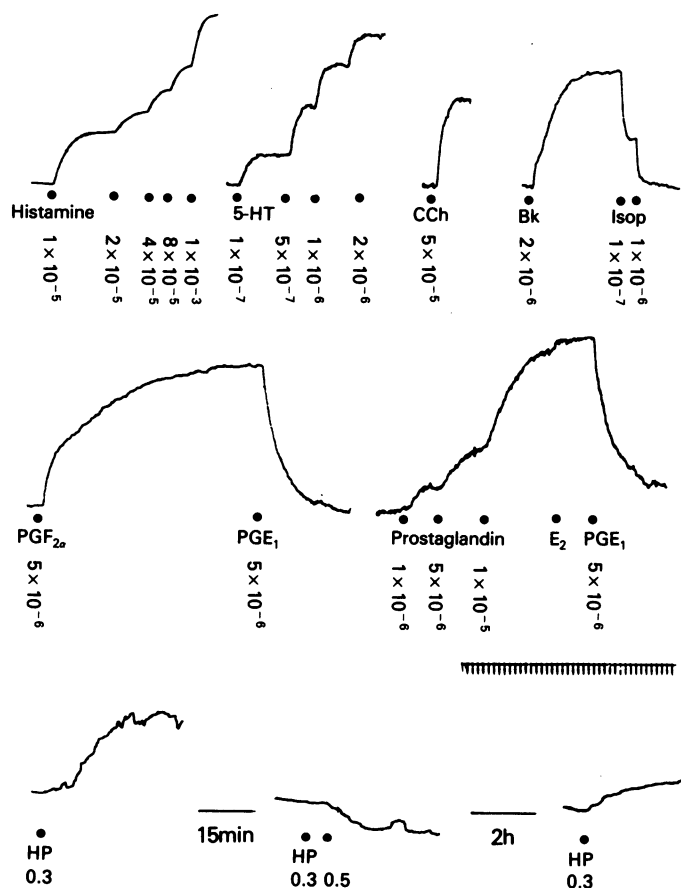 Histamine 5-HT CCh Bk Isop
1 × 10⁻⁵ 2 × 10⁻⁵ 4 × 10⁻⁵ 8 × 10⁻⁵ 1 × 10⁻³ 1 × 10⁻⁷ 5 × 10⁻⁷ 1 × 10⁻⁶ 2 × 10⁻⁶ 5 × 10⁻⁵ 2 × 10⁻⁶ 1 × 10⁻⁷ 1 × 10⁻⁶
PGF₂α PGE₁ Prostaglandin E₂ PGE₁
5 × 10⁻⁶ 5 × 10⁻⁶ 1 × 10⁻⁶ 5 × 10⁻⁶ 1 × 10⁻⁵ 5 × 10⁻⁶
15min 2h
HP HP HP
0.3 0.3 0.5 0.3